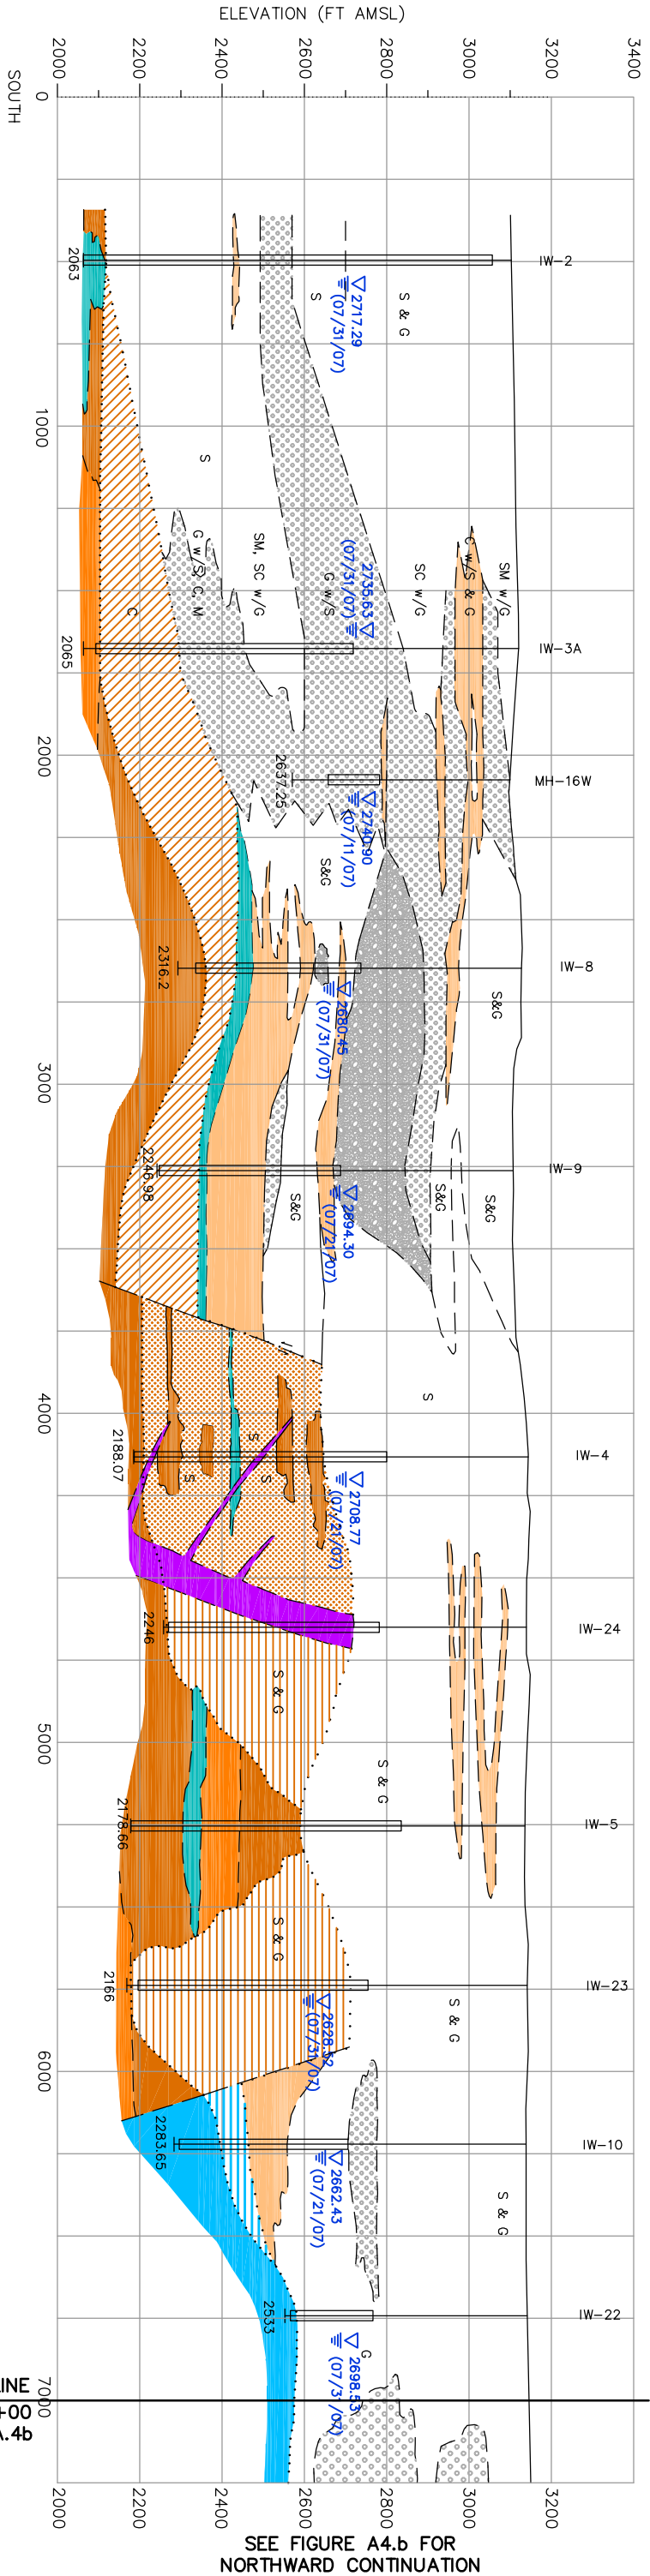 ELEVATION (FT AMSL)
2000
2200
2400
2600
2800
3000
3200
3400
SOUTH
0
1000
2000
3000
4000
5000
6000
7000
IW-2
2063
2717.29
(07/31/07)
S
S & G
S
IW-3A
2065
2735.63
(07/31/07)
C
G w/S, C, M
SM, SC w/G
G w/S
SC w/G
C w/S & G
SM w/G
MH-16W
2637.25
2740.90
(07/11/07)
S&G
IW-8
2316.2
2680.45
(07/31/07)
S&G
IW-9
2246.98
2694.30
(07/21/07)
S&G
S&G
S&G
S
IW-4
2188.07
2708.77
(07/21/07)
S
S
S
IW-24
2246
S & G
S & G
IW-5
2178.66
S & G
IW-23
2166
2628.52
(07/31/07)
S & G
IW-10
2283.65
2662.43
(07/21/07)
S & G
IW-22
2533
2698.53
(07/31/07)
G
INE
+00
A.4b
2000
2200
2400
2600
2800
3000
3200
SEE FIGURE A4.b FOR
NORTHWARD CONTINUATION